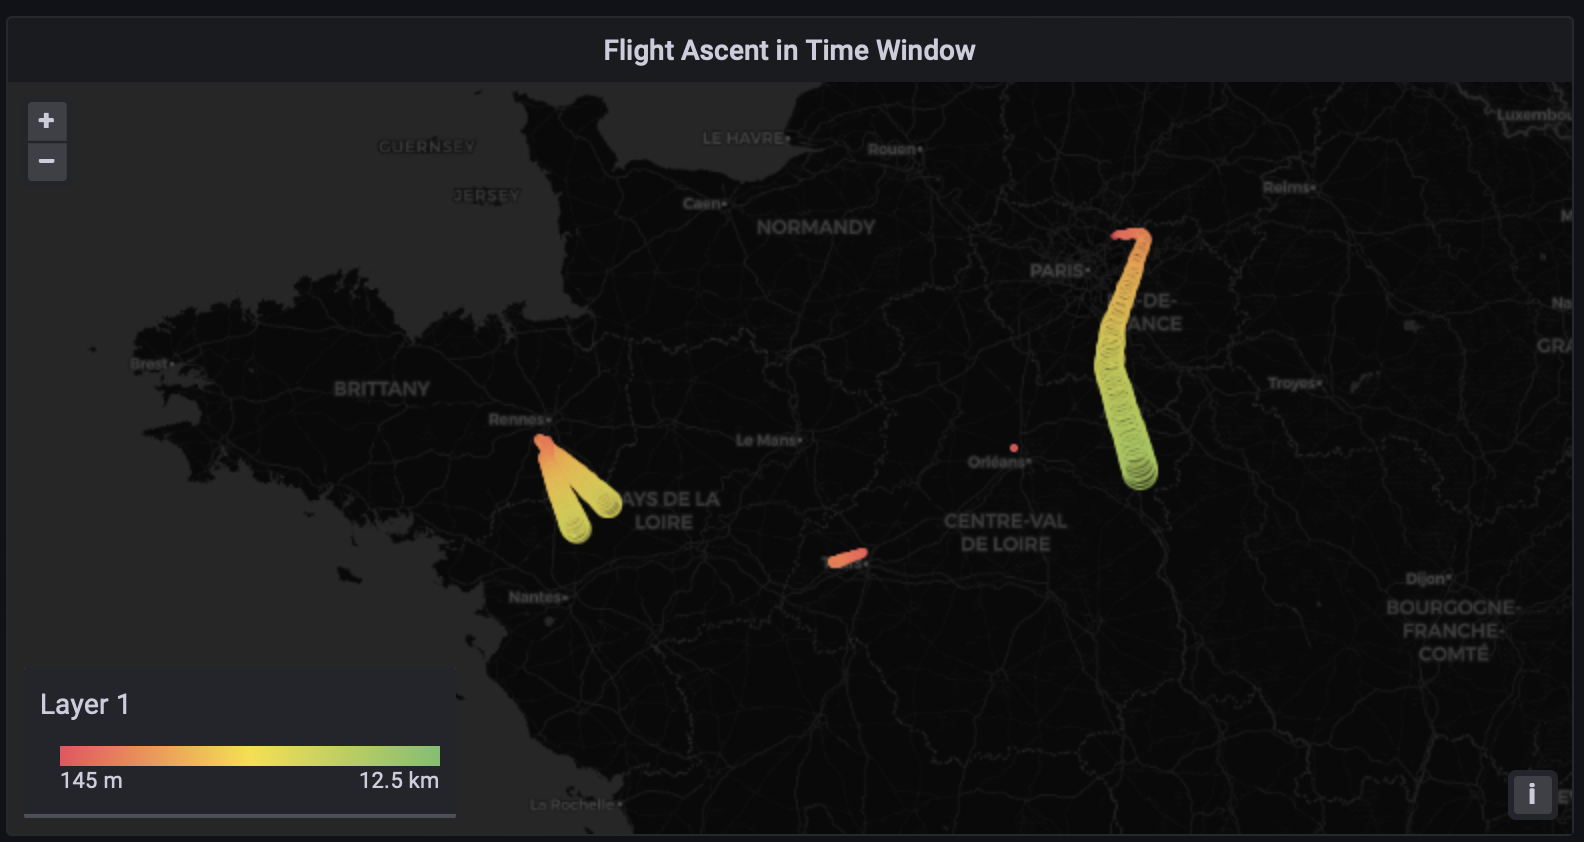 Flight Ascent in Time Window
+
−
GUERNSEY
JERSEY
LE HAVRE
Rouen
Caen
NORMANDY
Reims
PARIS
-DE-
ANCE
Brest
BRITTANY
Rennes
Le Mans
Troyes
Orléans
AYS DE LA
LOIRE
CENTRE-VAL
DE LOIRE
Nantes
Dijon
BOURGOGNE-
FRANCHE-
COMTÉ
Luxembou
Na
GRA
M
La Rochelle
Layer 1
145 m
12.5 km
i